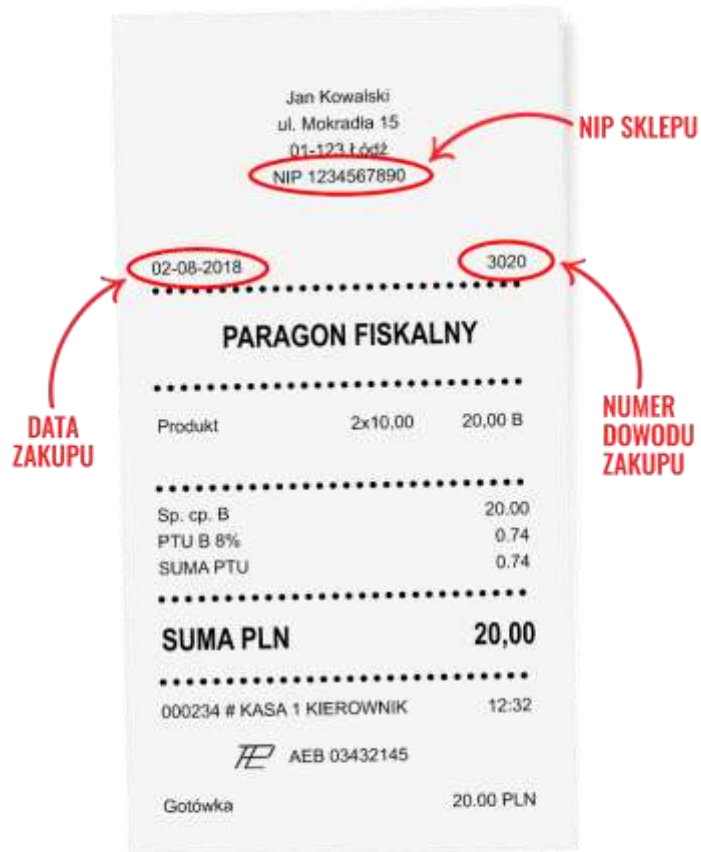 Jan Kowalski
ul. Mokradła 15
01-123 Łódź
NIP 1234567890
NIP SKLEPU
02-08-2018 3020
PARAGON FISKALNY
DATA
ZAKUPU
NUMER
DOWODU
ZAKUPU
Produkt 2x10,00 20,00 B
Sp. cp. B 20.00
PTU B 8% 0.74
SUMA PTU 0.74
SUMA PLN 20,00
000234 # KASA 1 KIEROWNIK 12:32
AEB 03432145
Gotówka 20.00 PLN